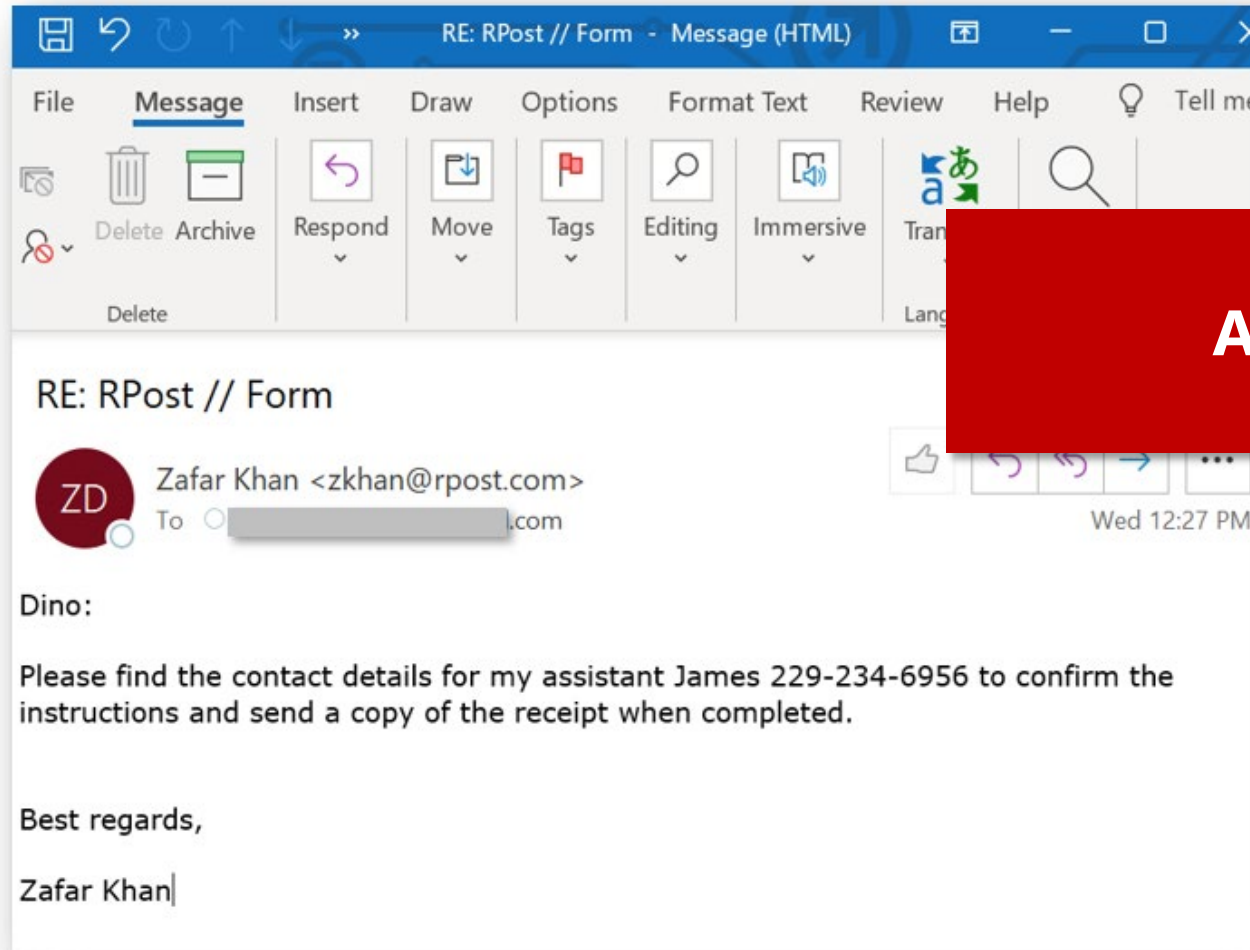 RE: RPost // Form - Message (HTML)
File Message Insert Draw Options Format Text Review Help Tell me
Delete Archive Respond Move Tags Editing Immersive
Delete
RE: RPost // Form
A
ZD
Zafar Khan <zkhan@rpost.com>
To .com
Wed 12:27 PM
Dino:
Please find the contact details for my assistant James 229-234-6956 to confirm the
instructions and send a copy of the receipt when completed.
Best regards,
Zafar Khan